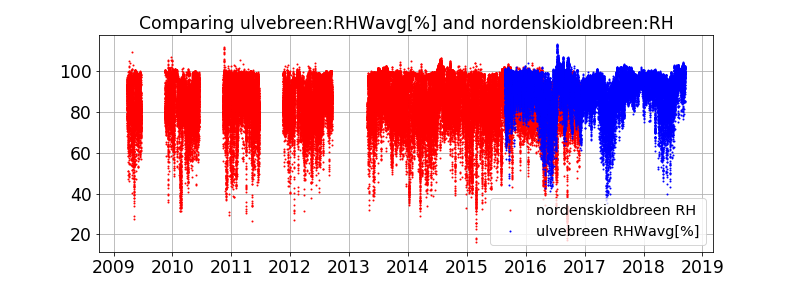 Comparing ulvebreen:RHWavg[%] and nordenskioldbreen:RH
100
80
60
40
20
nordenskioldbreen RH
ulvebreen RHWavg[%]
2009 2010 2011 2012 2013 2014 2015 2016 2017 2018 2019